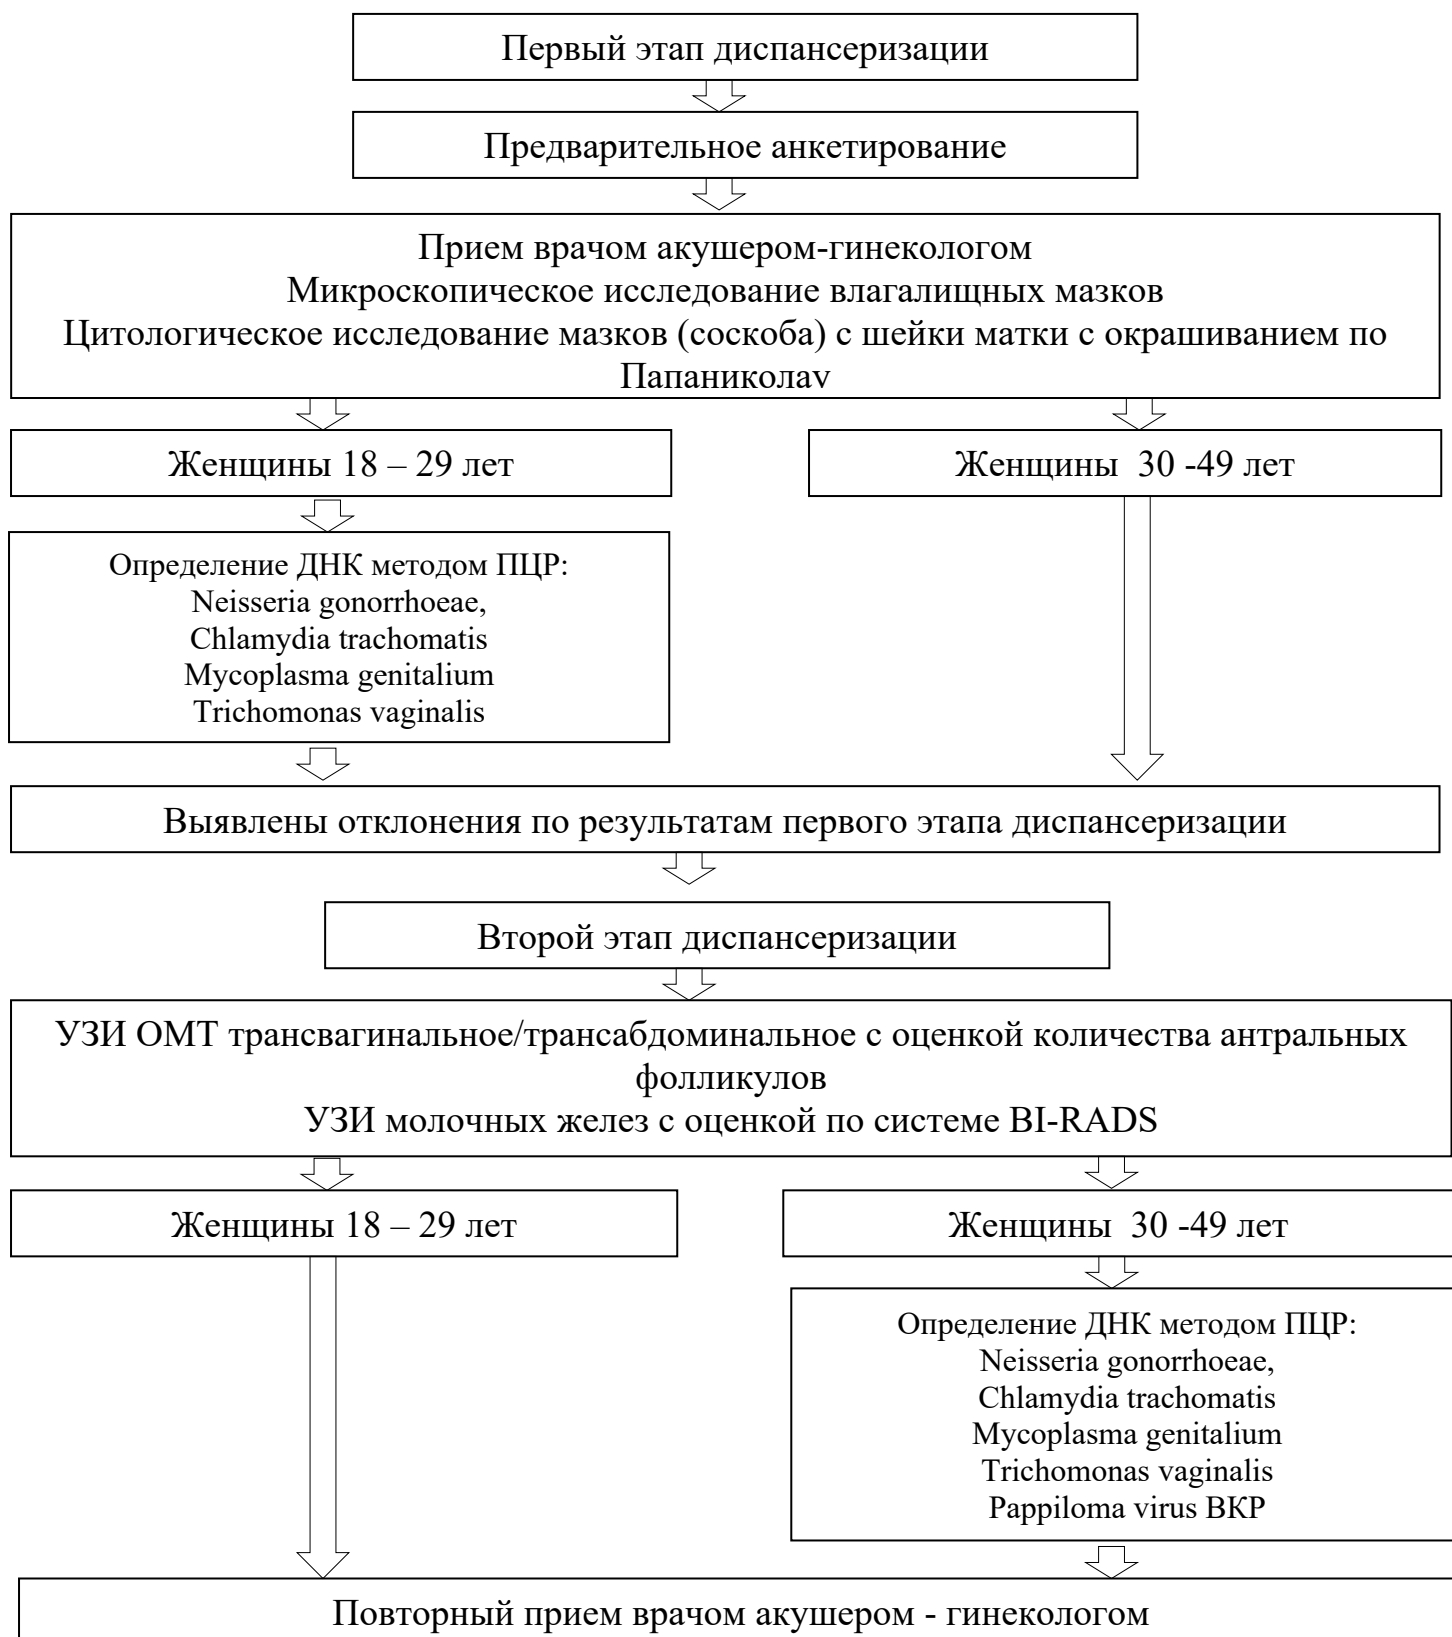 Первый этап диспансеризации
Предварительное анкетирование
Прием врачом акушером-гинекологом
Микроскопическое исследование влагалищных мазков
Цитологическое исследование мазков (соскоба) с шейки матки с окрашиванием по
Папаниколау
Женщины 18 – 29 лет
Женщины 30 -49 лет
Определение ДНК методом ПЦР:
Neisseria gonorrhoeae,
Chlamydia trachomatis
Mycoplasma genitalium
Trichomonas vaginalis
Выявлены отклонения по результатам первого этапа диспансеризации
Второй этап диспансеризации
УЗИ ОМТ трансвагинальное/трансабдоминальное с оценкой количества антральных
фолликулов
УЗИ молочных желез с оценкой по системе BI-RADS
Женщины 18 – 29 лет
Женщины 30 -49 лет
Определение ДНК методом ПЦР:
Neisseria gonorrhoeae,
Chlamydia trachomatis
Mycoplasma genitalium
Trichomonas vaginalis
Pappiloma virus ВКР
Повторный прием врачом акушером - гинекологом